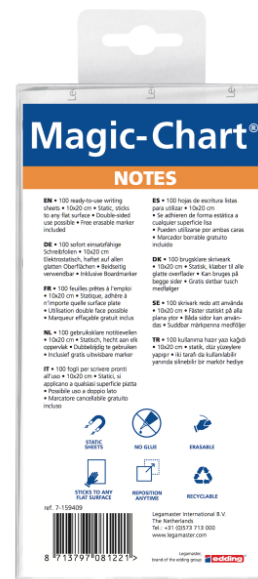 Magic-Chart®
NOTES
EN • 100 ready-to-use writing
sheets • 10x20 cm • Static, sticks
to any flat surface • Double-sided
use possible • Free erasable marker
included
DE • 100 sofort einsatzfähige
Schreibfolien • 10x20 cm
Elektrostatisch, haftet auf allen
glatten Oberflächen • Beidseitig
verwendbar • Inklusive Boardmarker
FR • 100 feuilles prêtes à l'emploi
• 10x20 cm • Statique, adhère à
n'importe quelle surface plate
• Utilisation double face possible
• Marqueur effaçable gratuit inclus
NL • 100 gebruiksklare notitievellen
• 10x20 cm • Statisch, hecht aan elk
oppervlak • Dubbelzijdig te gebruiken
• Inclusief gratis uitwisbare marker
IT • 100 fogli per scrivere pronti
all'uso • 10x20 cm • Statici, si
applicano a qualsiasi superficie piatta
• Possibile uso a doppio lato
• Marcatore cancellabile gratuito
incluso
ES • 100 hojas de escritura listas
para utilizar • 10x20 cm
• Se adhieren de forma estática a
cualquier superficie lisa
• Pueden utilizarse por ambas caras
• Marcador borrable gratuito
incluido
DK • 100 brugsklare skriveark
• 10x20 cm • Statisk, klæber til alle
glatte overflader • Kan bruges på
begge sider • Gratis sletbar tusch
medfølger
SE • 100 skrivark redo att använda
• 10x20 cm • Fäster statiskt på alla
plana ytor • Båda sidor kan använ-
das • Suddbar märkpenna medföljer
TR • 100 kullanıma hazır yazı kağıdı
• 10x20 cm • statik, düz yüzeylere
yapışır • iki tarafı da kullanılabilir
yanında silinebilir bir markör hediye
STATIC
SHEETS
NO GLUE
ERASABLE
STICKS TO ANY
FLAT SURFACE
REPOSITION
ANYTIME
RECYCLABLE
ref. 7-159409
8 713797 081221 >
Legamaster International B.V.
The Netherlands
Tel.: +31 (0)573 713 000
www.legamaster.com
Legamaster,
brand of the edding group
edding